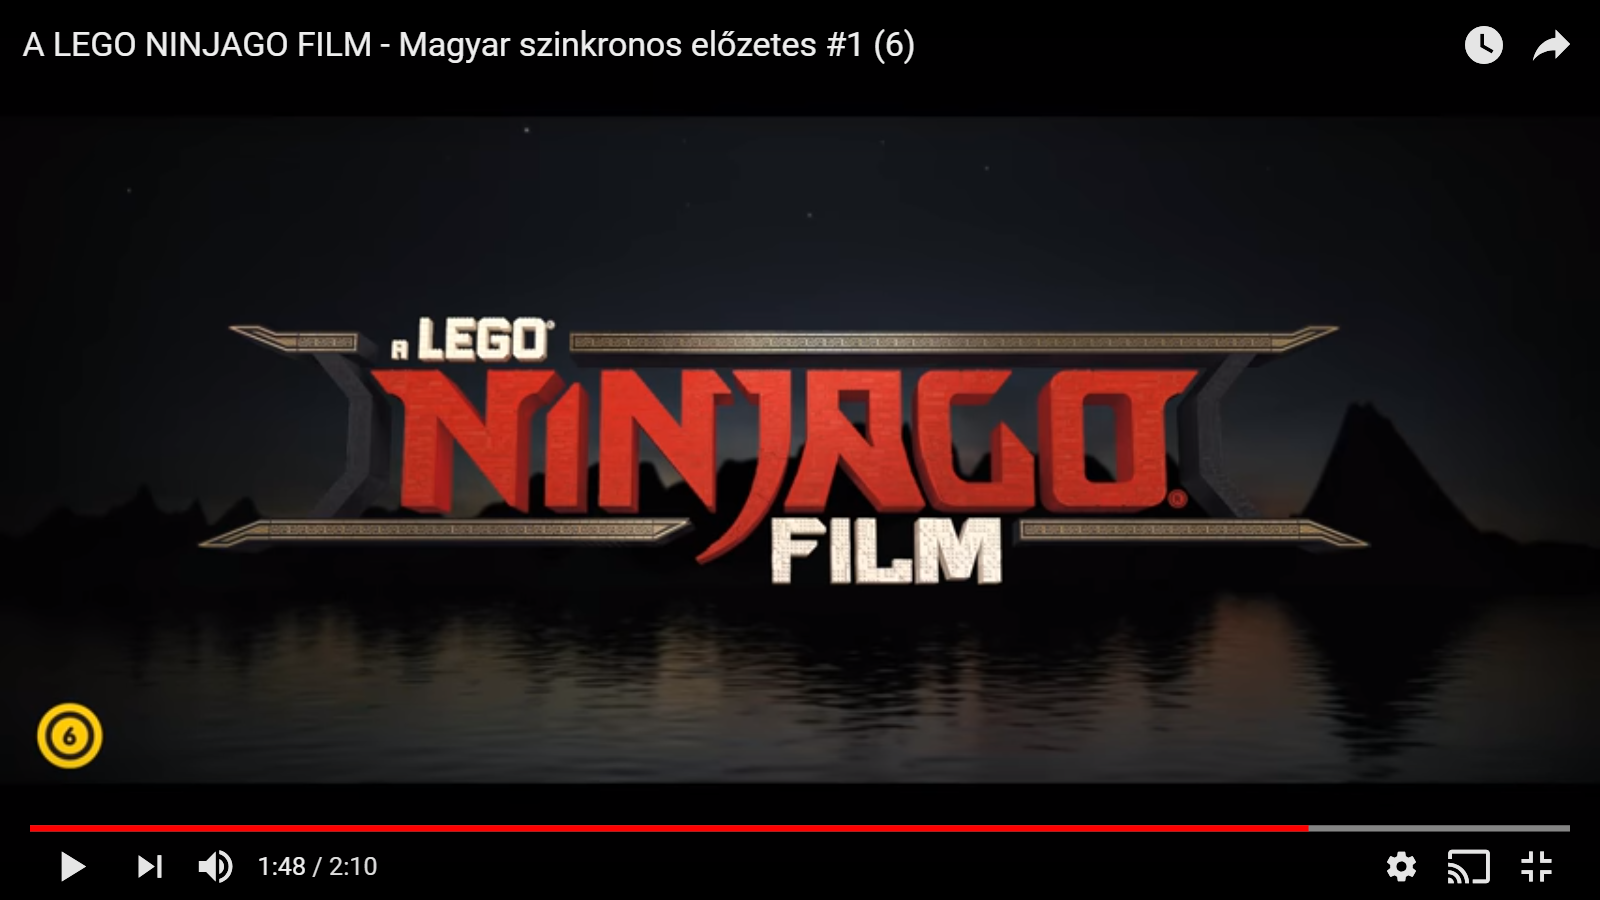 A LEGO NINJAGO FILM - Magyar szinkronos előzetes #1 (6)
A LEGO®
NINJAGO®
FILM
6
1:48 / 2:10